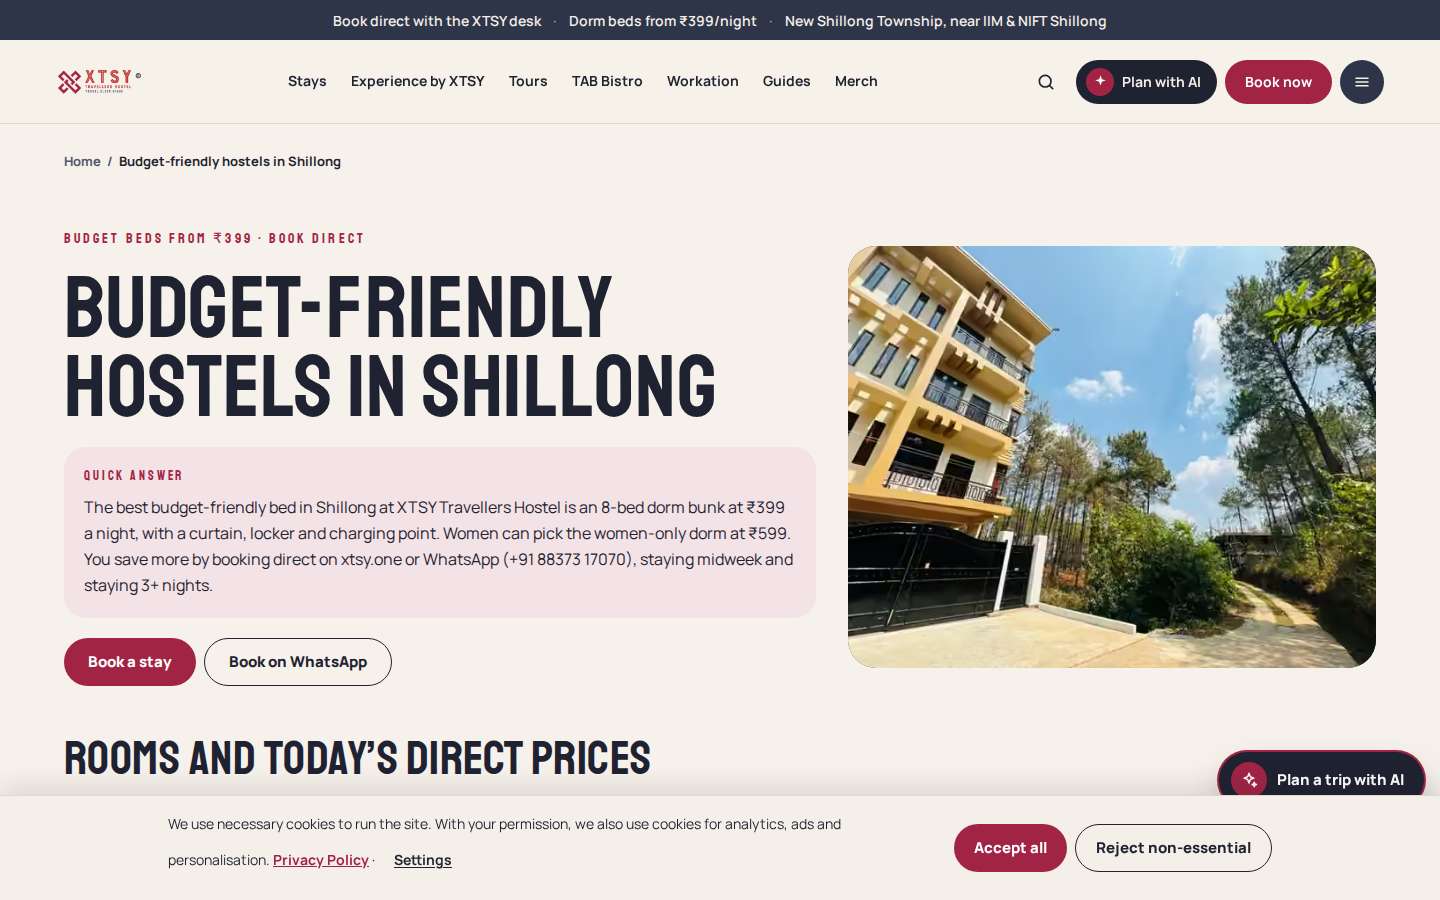 Book direct with the XTSY desk · Dorm beds from ₹399/night · New Shillong Township, near IIM & NIFT Shillong
XTSY
Stays Experience by XTSY Tours TAB Bistro Workation Guides Merch Plan with AI Book now
Home / Budget-friendly hostels in Shillong
BUDGET BEDS FROM ₹399 · BOOK DIRECT
BUDGET-FRIENDLY
HOSTELS IN SHILLONG
QUICK ANSWER
The best budget-friendly bed in Shillong at XTSY Travellers Hostel is an 8-bed dorm bunk at ₹399
a night, with a curtain, locker and charging point. Women can pick the women-only dorm at ₹599.
You save more by booking direct on xtsy.one or WhatsApp (+91 88373 17070), staying midweek and
staying 3+ nights.
Book a stay Book on WhatsApp
ROOMS AND TODAY’S DIRECT PRICES
Plan a trip with AI
We use necessary cookies to run the site. With your permission, we also use cookies for analytics, ads and
personalisation. Privacy Policy · Settings
Accept all Reject non-essential